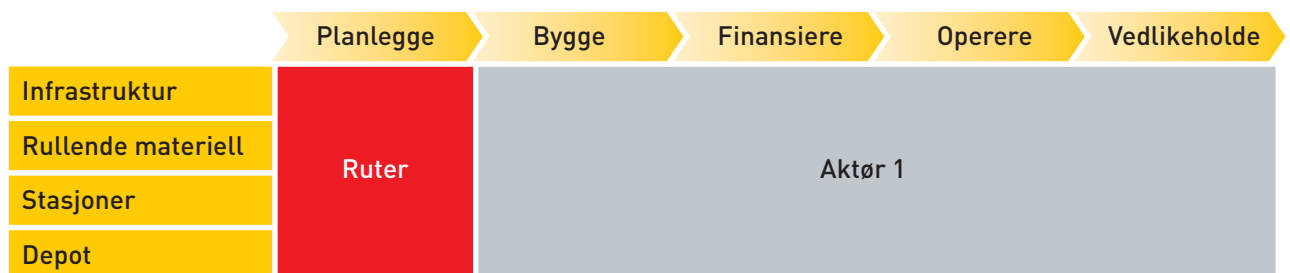 Planlegge Bygge Finansiere Operere Vedlikeholde
Infrastruktur
Rullende materiell
Ruter Aktør 1
Stasjoner
Depot